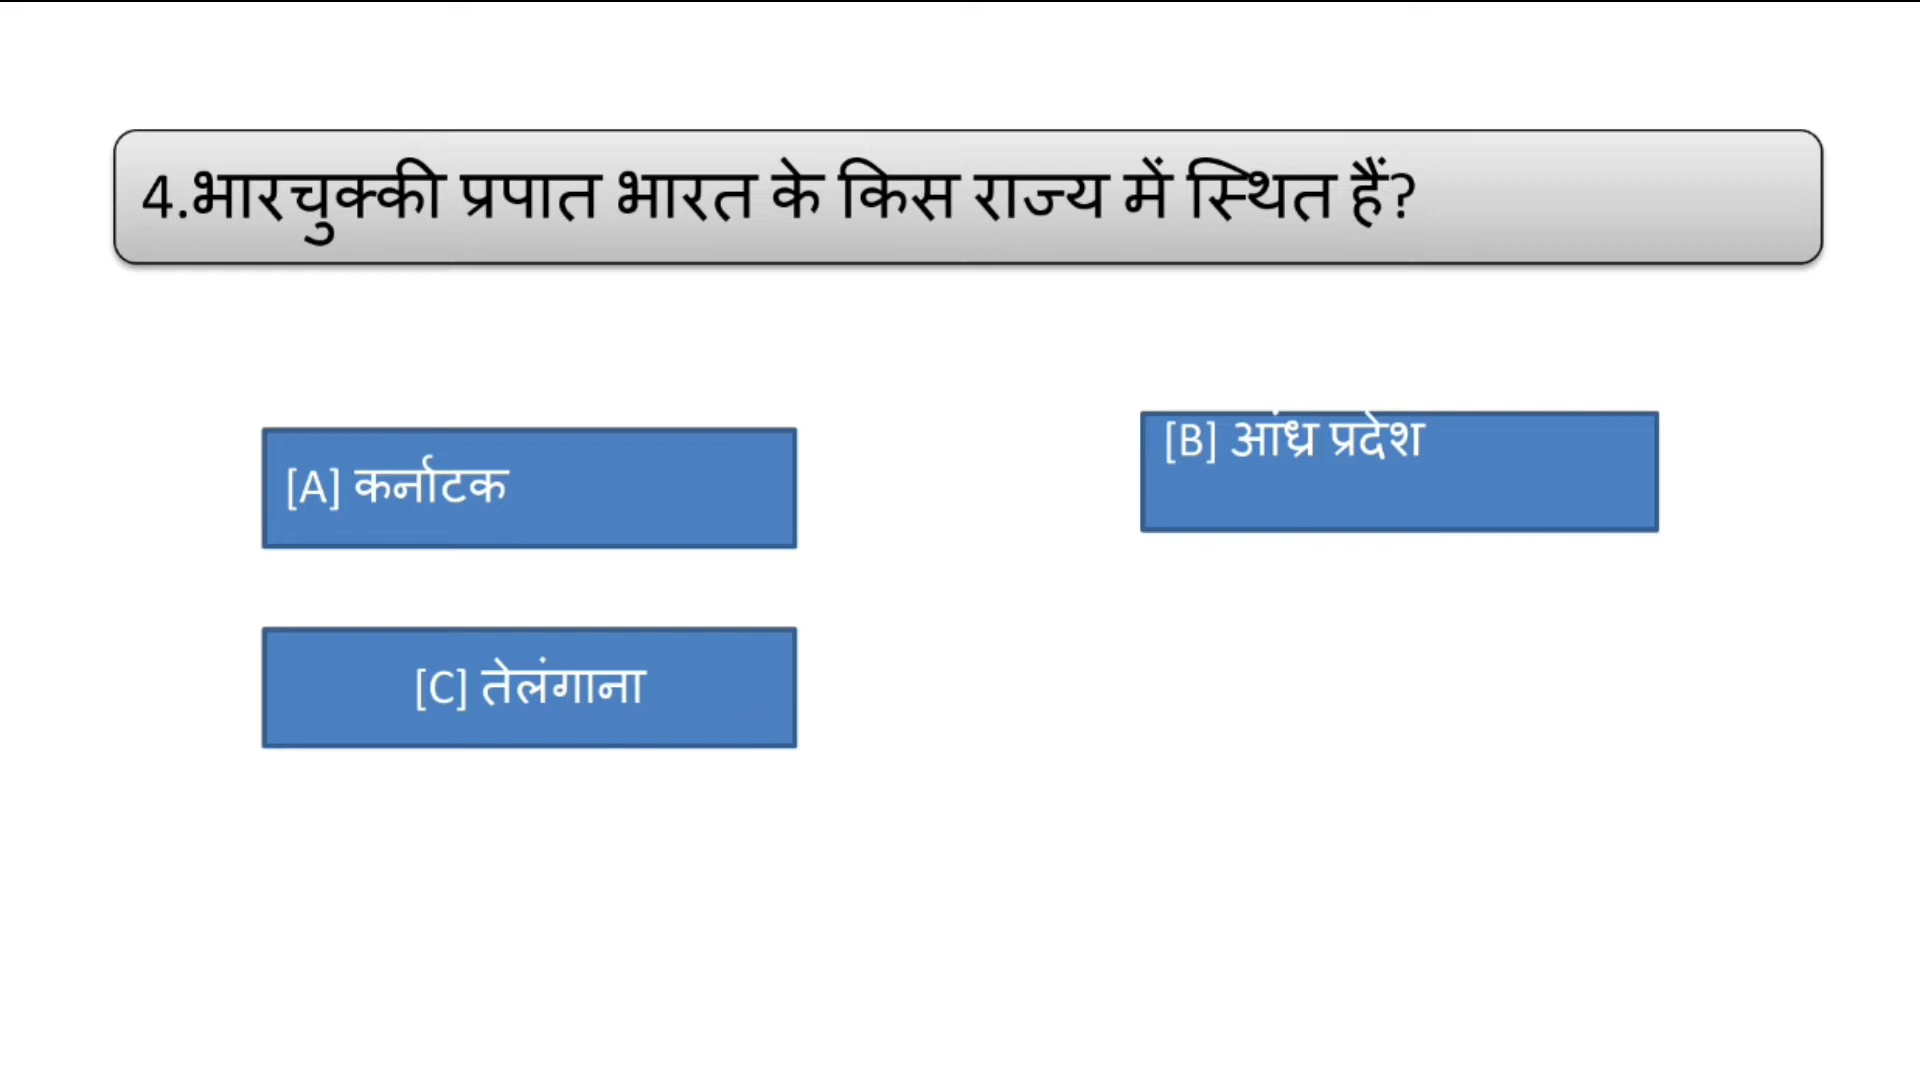 4.भारचुक्की प्रपात भारत के किस राज्य में स्थित हैं?
[A] कर्नाटक
[B] आंध्र प्रदेश
[C] तेलंगाना